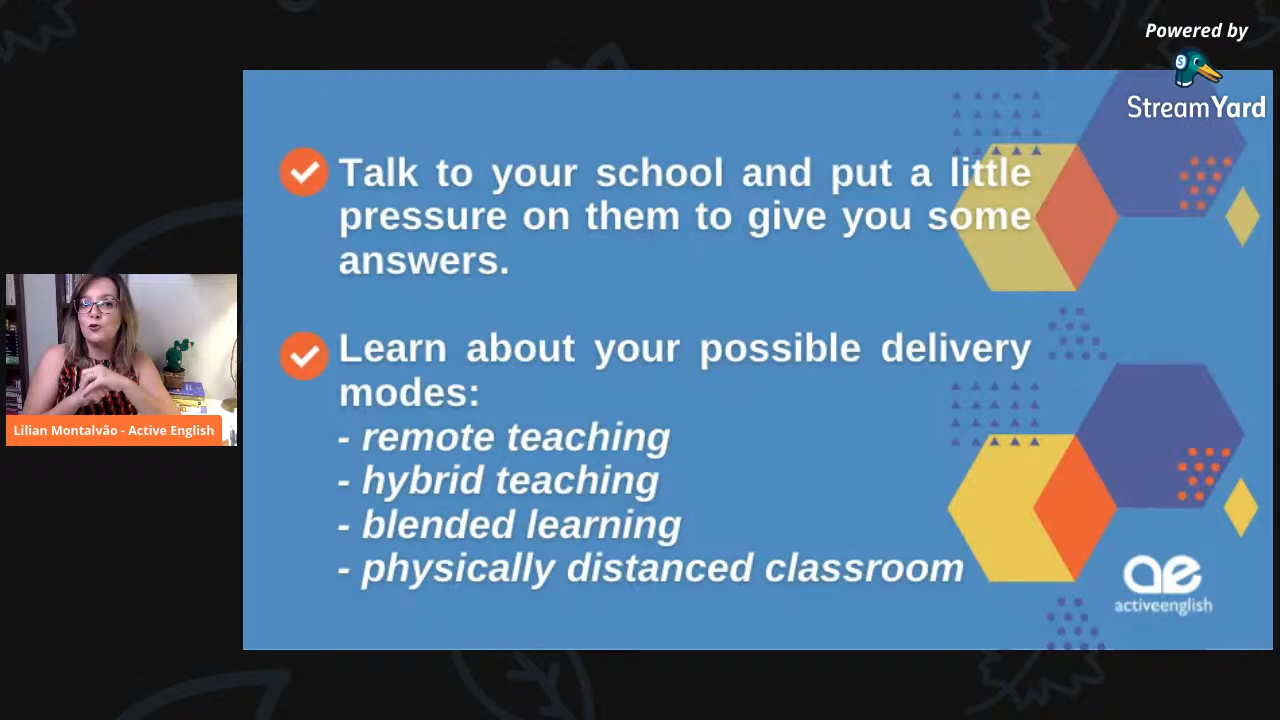 Powered by
StreamYard
Talk to your school and put a little
pressure on them to give you some
answers.
Learn about your possible delivery
modes:
- remote teaching
- hybrid teaching
- blended learning
- physically distanced classroom
Lilian Montalvão - Active English
ae
activeenglish